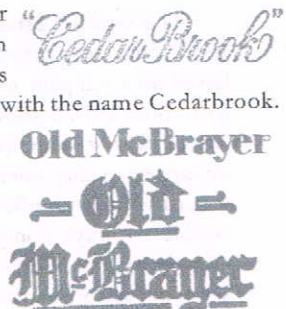 r “Cedar Brook”
n
s
with the name Cedarbrook.
Old McBrayer
Old
McBrayer